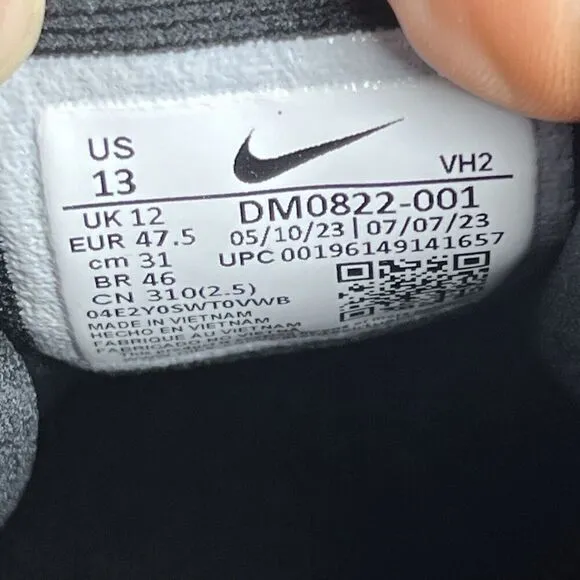 US
13
VH2
UK 12
DM0822-001
EUR 47.5
05/10/23 | 07/07/23
cm 31
UPC 00196149141657
BR 46
CN 310(2.5)
04E2Y0SWT0VWB
MADE IN VIETNAM
HECHO EN VIETNAM
FABRIQUE AU VIETNAM